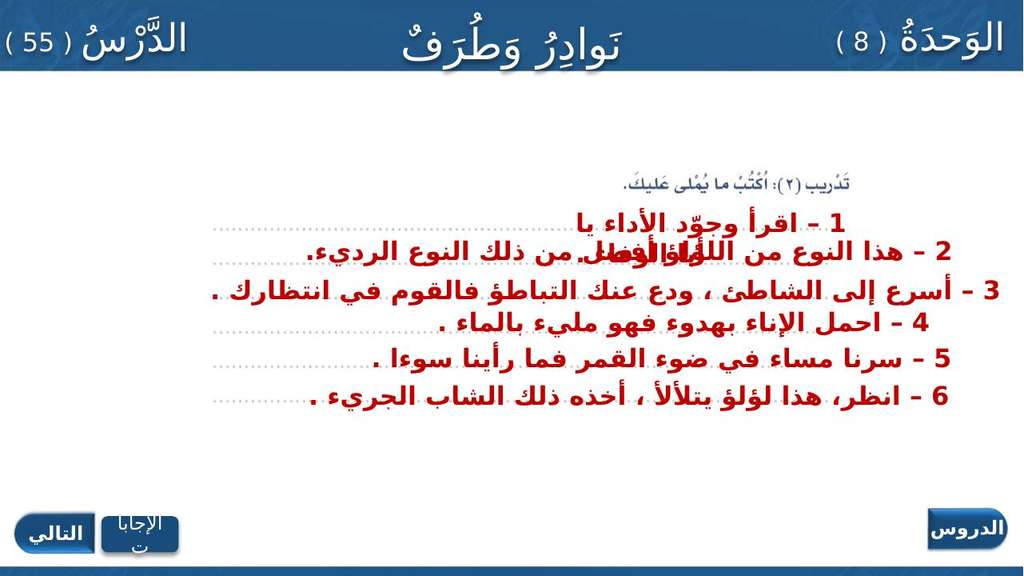 الوَحدَةُ ( 8 )
نَوادِرُ وَطُرَفٌ
الدَّرْسُ ( 55 )
تَدْريب (٢): اُكْتُبْ ما يُمْلى عَليكَ.
1 – اقرأ وجوّد الأداء يا
2 – هذا النوع من اللؤلؤ أفضل من ذلك النوع الرديء.
3 – أسرع إلى الشاطئ ، ودع عنك التباطؤ فالقوم في انتظارك .
4 – احمل الإناء بهدوء فهو مليء بالماء .
5 – سرنا مساء في ضوء القمر فما رأينا سوءا .
6 – انظر، هذا لؤلؤ يتلألأ ، أخذه ذلك الشاب الجريء .
الدروس
الإجابا
ت
التالي